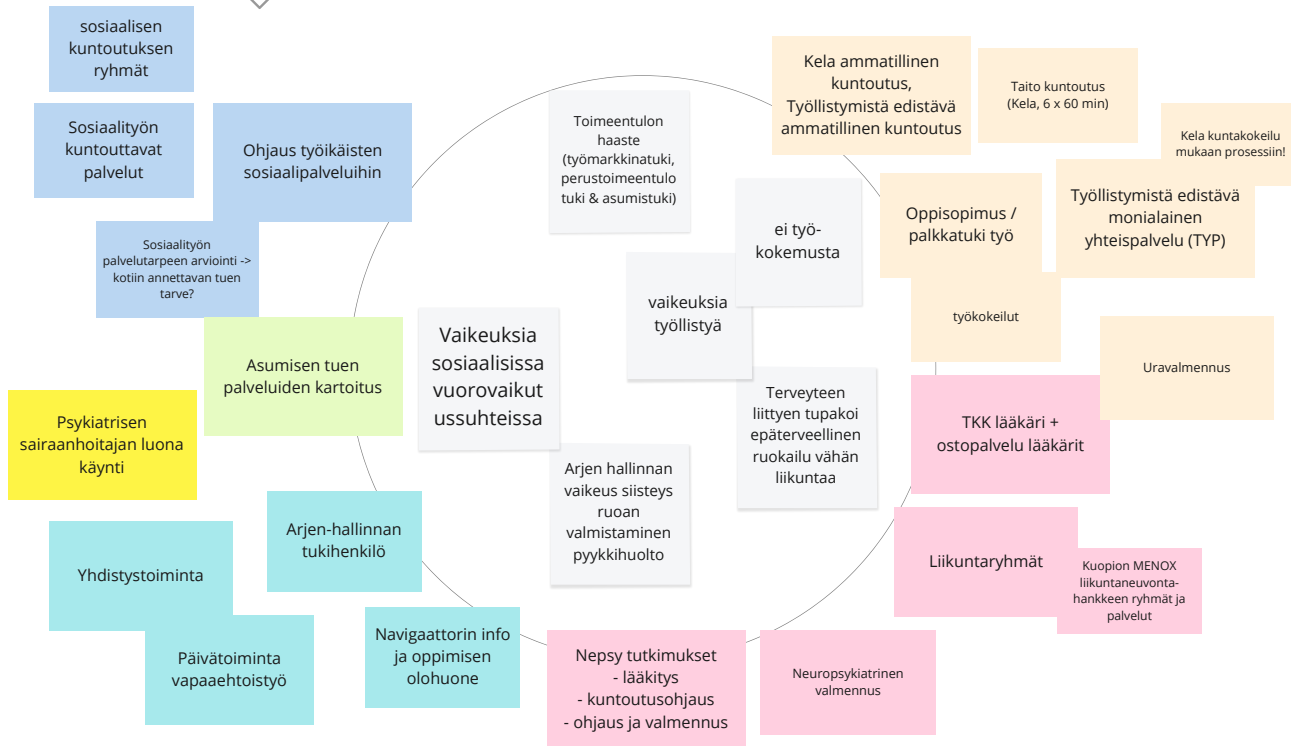 sosiaalisen
kuntoutuksen
ryhmät
Sosiaalityön
kuntouttavat
palvelut
Ohjaus työikäisten
sosiaalipalveluihin
Sosiaalityön
palvelutarpeen arviointi ->
kotiin annettavan tuen
tarve?
Asumisen tuen
palveluiden kartoitus
Psykiatrisen
sairaanhoitajan luona
käynti
Arjen-hallinnan
tukihenkilö
Yhdistystoiminta
Päivätoiminta
vapaaehtoistyö
Navigaattorin info
ja oppimisen
olohuone
Toimeentulon
haaste
(työmarkkinatuki,
perustoimeentulo
tuki & asumistuki)
ei työ-
kokemusta
vaikeuksia
työllistyä
Vaikeuksia
sosiaalisissa
vuorovaikut
ussuhteissa
Terveyteen
liittyen tupakoi
epäterveellinen
ruokailu vähän
liikuntaa
Arjen hallinnan
vaikeus siisteys
ruoan
valmistaminen
pyykkihuolto
Kela ammatillinen
kuntoutus,
Työllistymistä edistävä
ammatillinen kuntoutus
Taito kuntoutus
(Kela, 6 x 60 min)
Kela kuntakokeilu
mukaan prosessiin!
Oppisopimus /
palkkatuki työ
Työllistymistä edistävä
monialainen
yhteispalvelu (TYP)
työkokeilut
Uravalmennus
TKK lääkäri +
ostopalvelu lääkärit
Liikuntaryhmät
Kuopion MENOX
liikuntaneuvonta-
hankkeen ryhmät ja
palvelut
Nepsy tutkimukset
- lääkitys
- kuntoutusohjaus
- ohjaus ja valmennus
Neuropsykiatrinen
valmennus